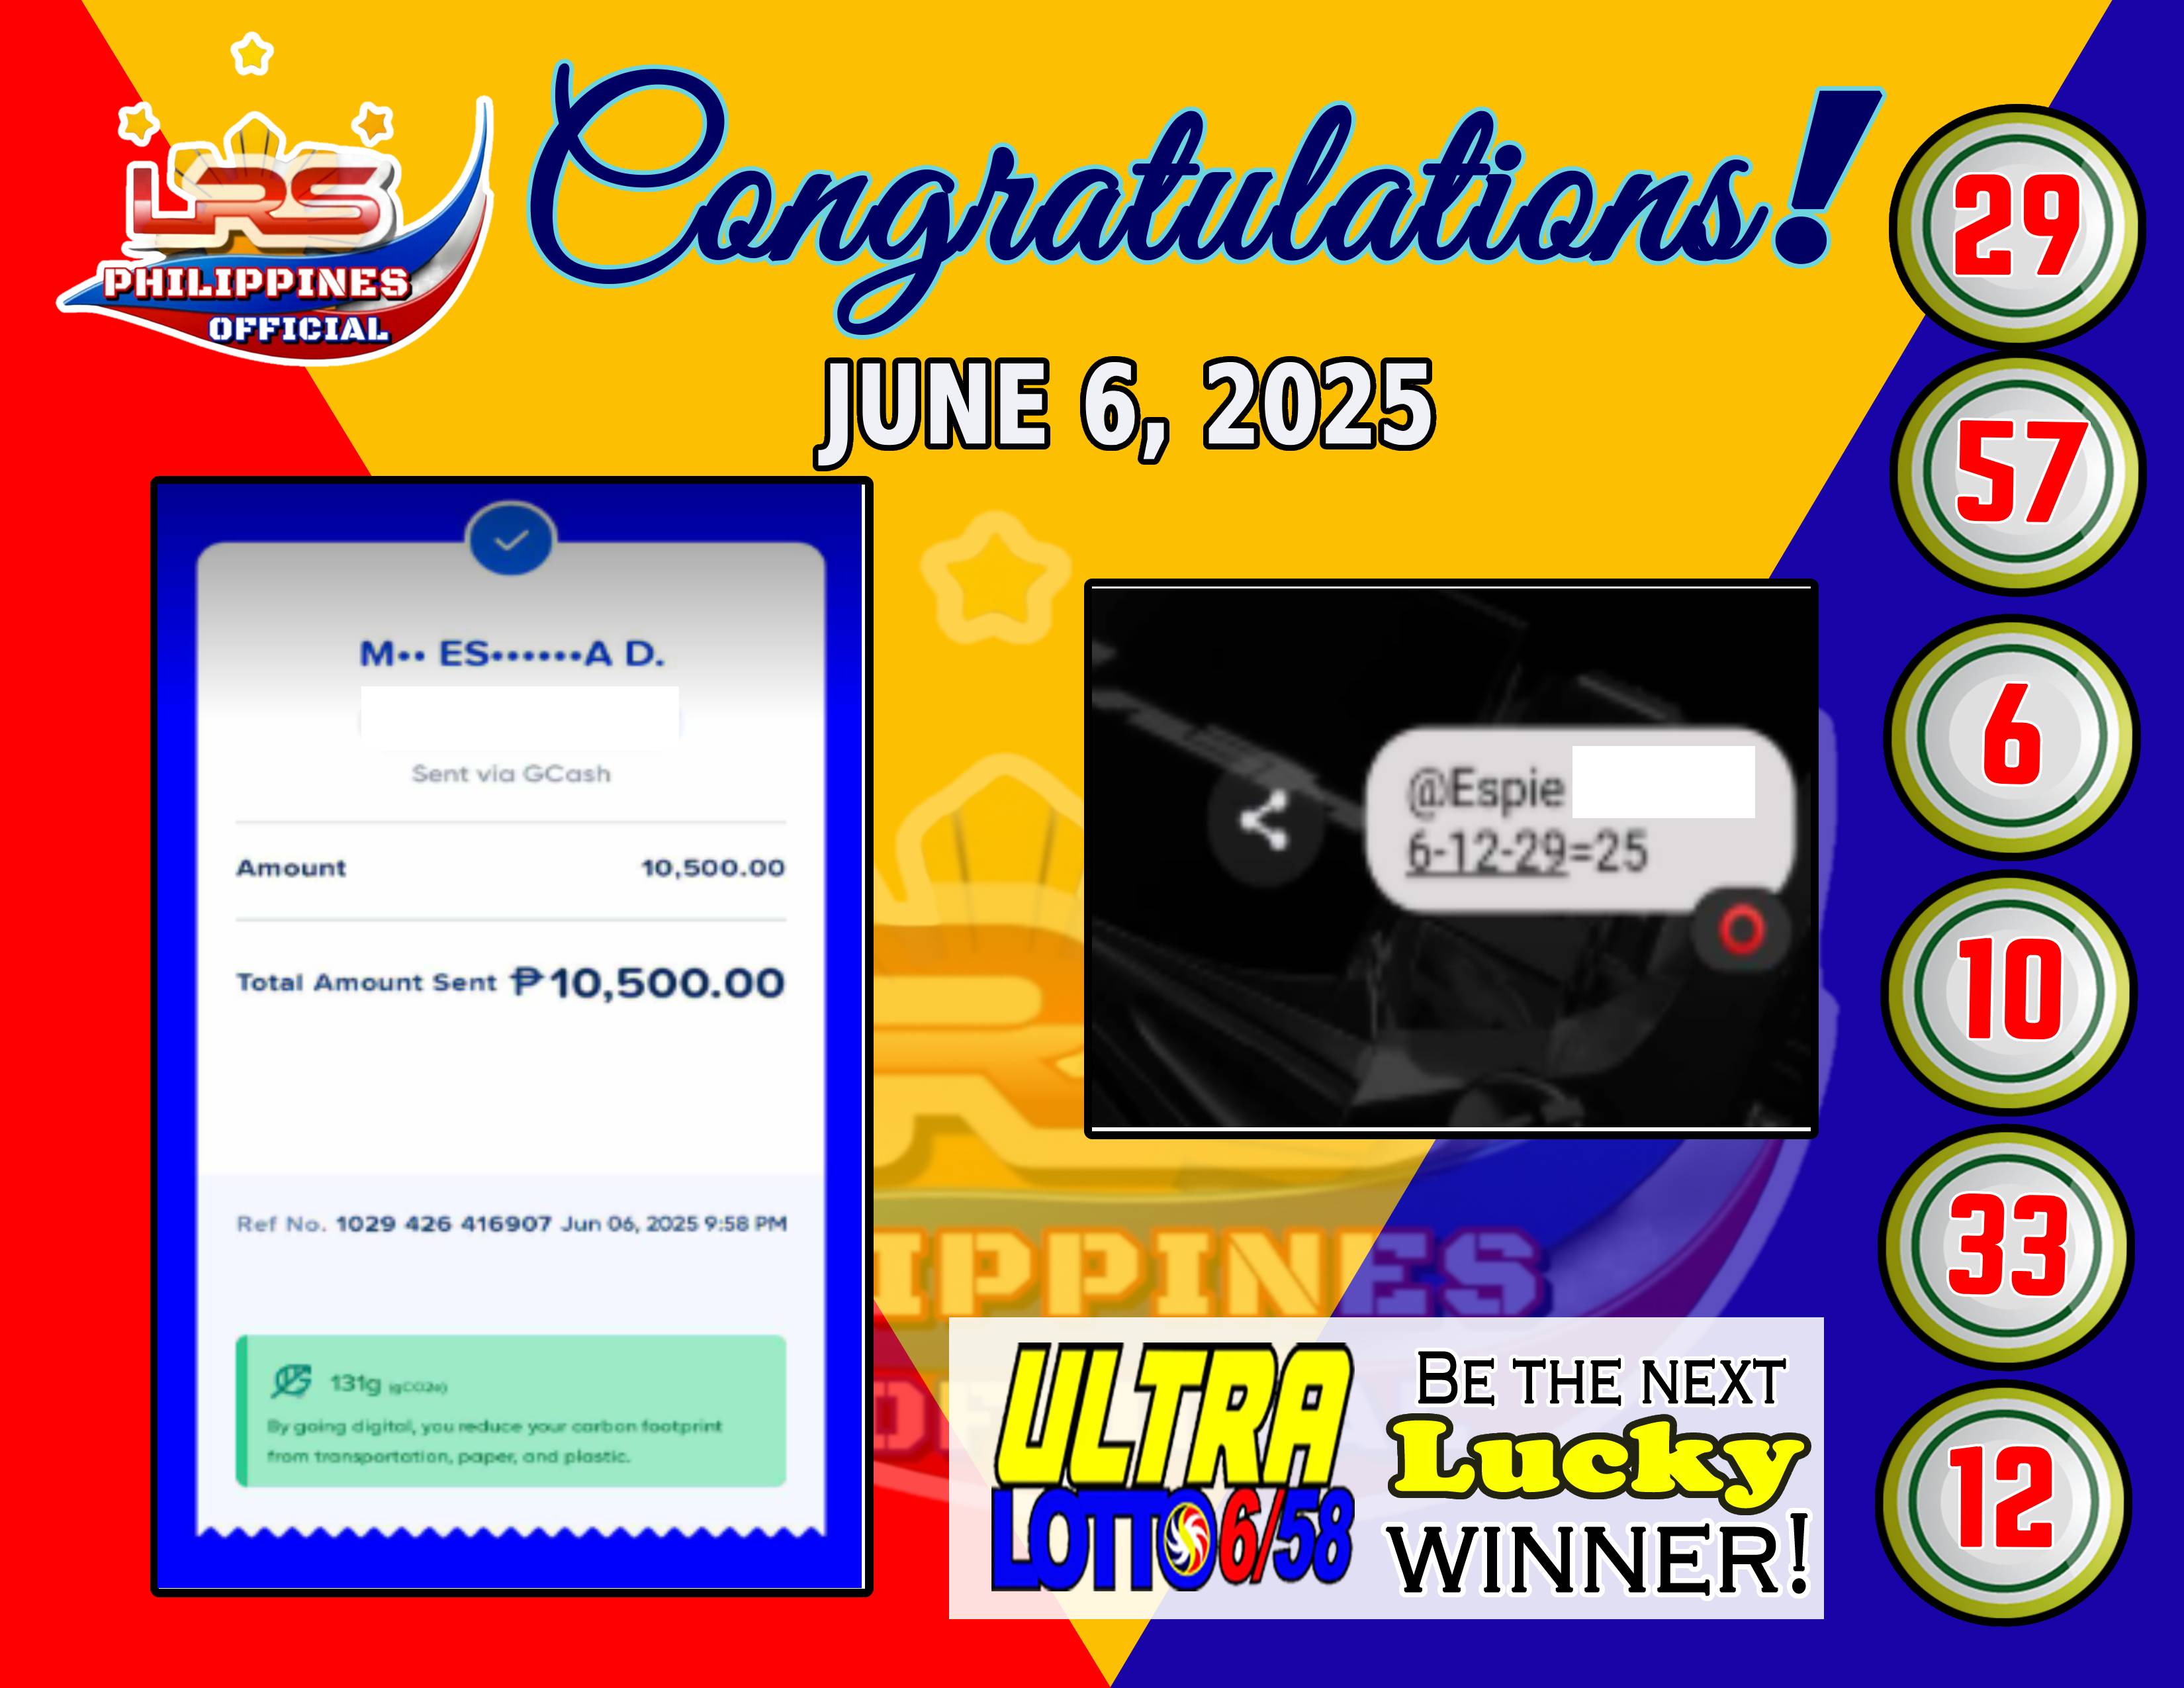 LRS
PHILIPPINES
OFFICIAL
Congratulations!
JUNE 6, 2025
M•• ES••••••A D.
Sent via GCash
Amount 10,500.00
Total Amount Sent ₱10,500.00
Ref No. 1029 426 416907 Jun 06, 2025 9:58 PM
131g (gCO2e)
By going digital, you reduce your carbon footprint
from transportation, paper, and plastic.
@Espie
6-12-29=25
IPPINES
ULTRA
LOTTO 6/58
BE THE NEXT
Lucky
WINNER!
29
57
6
10
33
12